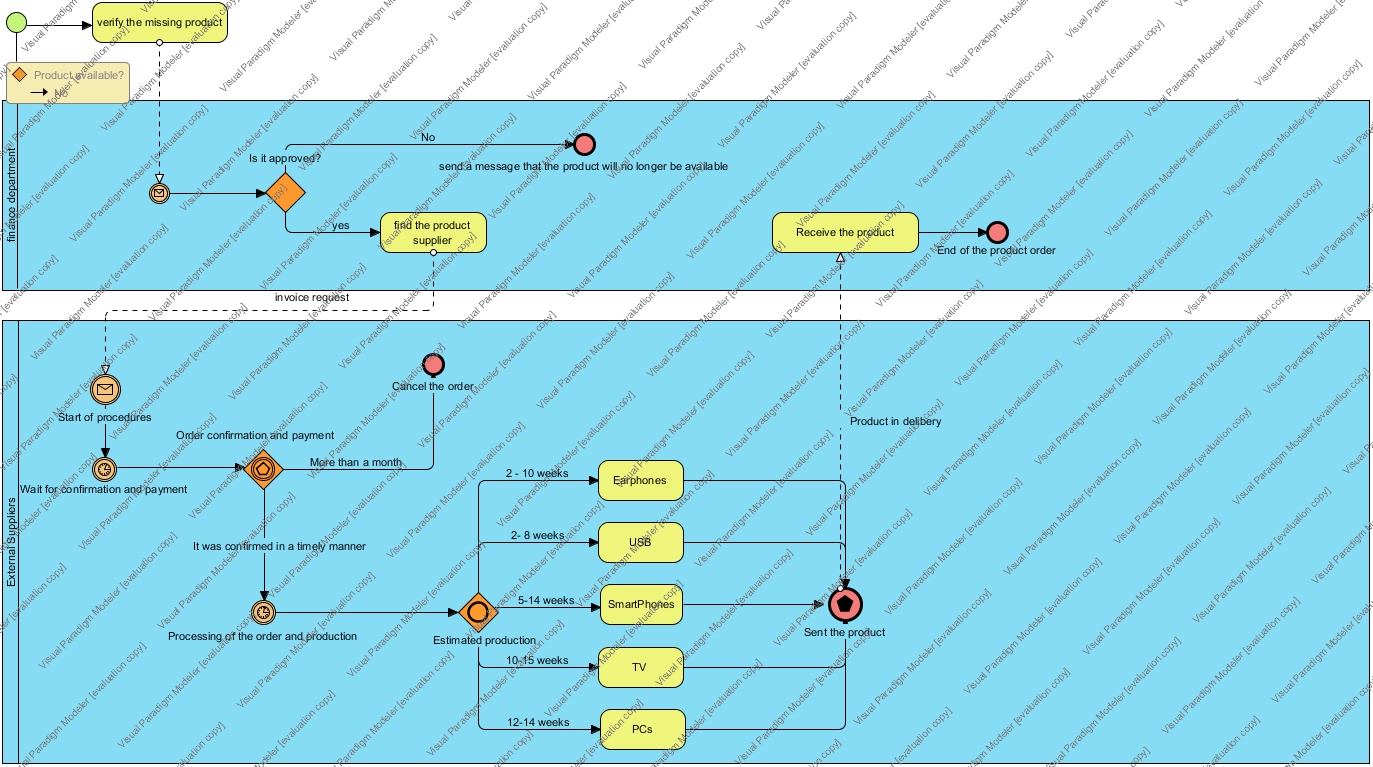 verify the missing product
Product available?
No
finance department
Is it approved?
No
send a message that the product will no longer be available
yes
find the product
supplier
Receive the product
End of the product order
invoice request
External Suppliers
Start of procedures
Wait for confirmation and payment
Order confirmation and payment
More than a month
Cancel the order
It was confirmed in a timely manner
Processing of the order and production
Estimated production
2 - 10 weeks
Earphones
2- 8 weeks
USB
5-14 weeks
SmartPhones
10-15 weeks
TV
12-14 weeks
PCs
Product in delibery
Sent the product
Visual Paradigm Modeler [evaluation copy]